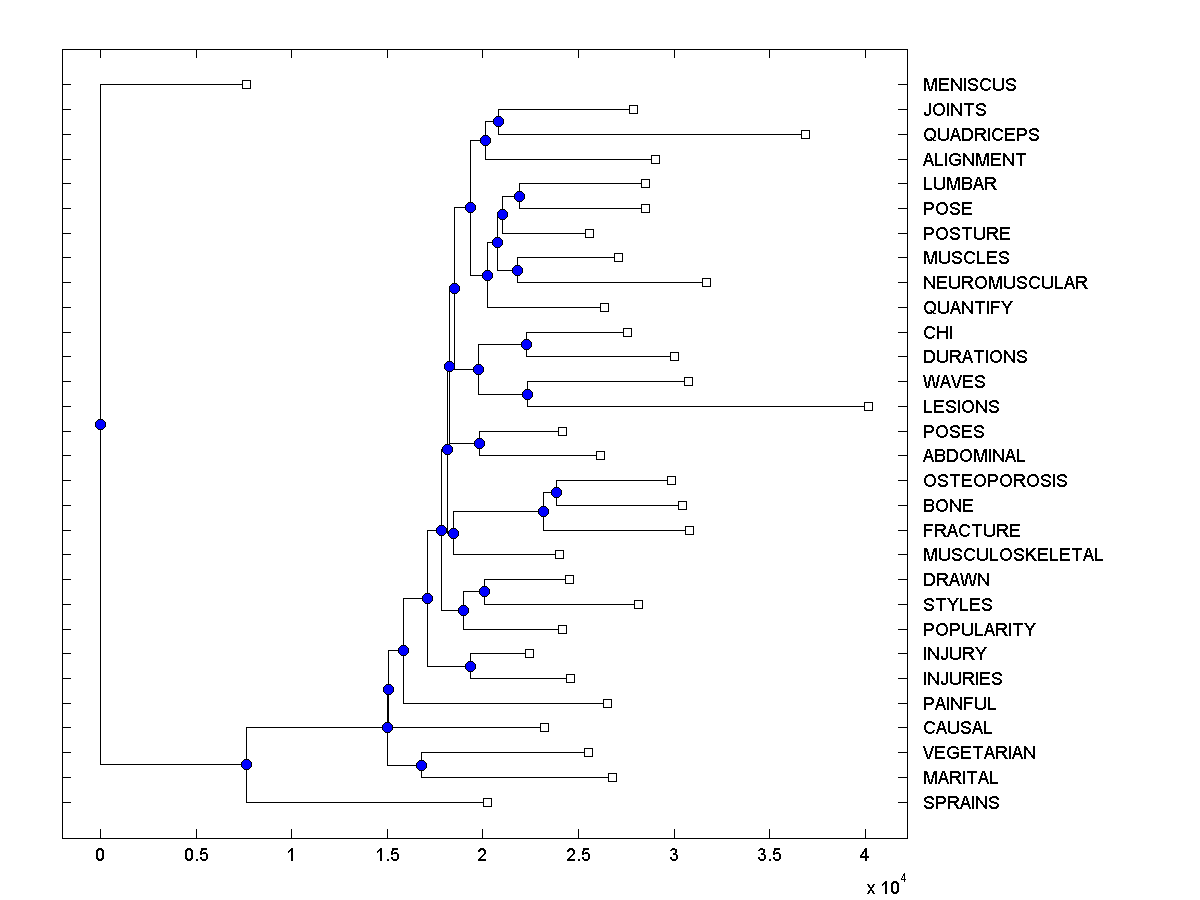 MENISCUS
JOINTS
QUADRICEPS
ALIGNMENT
LUMBAR
POSE
POSTURE
MUSCLES
NEUROMUSCULAR
QUANTIFY
CHI
DURATIONS
WAVES
LESIONS
POSES
ABDOMINAL
OSTEOPOROSIS
BONE
FRACTURE
MUSCULOSKELETAL
DRAWN
STYLES
POPULARITY
INJURY
INJURIES
PAINFUL
CAUSAL
VEGETARIAN
MARITAL
SPRAINS
0 0.5 1 1.5 2 2.5 3 3.5 4
x 10^4